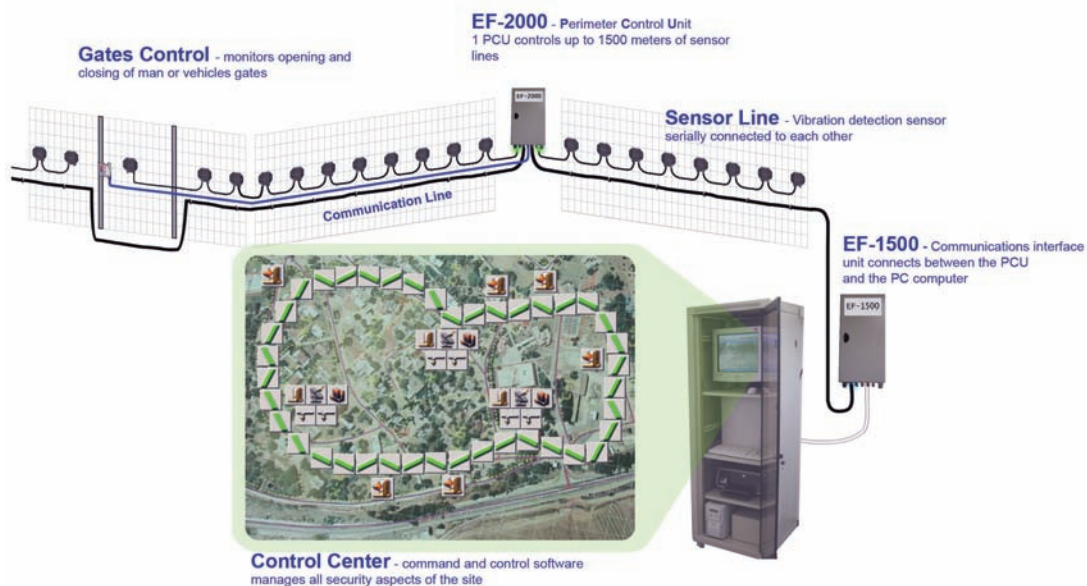 EF-2000 - Perimeter Control Unit
1 PCU controls up to 1500 meters of sensor
lines
Gates Control - monitors opening and
closing of man or vehicles gates
EF-2000
Sensor Line - Vibration detection sensor
serially connected to each other
Communication Line
EF-1500 - Communications interface
unit connects between the PCU
and the PC computer
EF-1500
Control Center - command and control software
manages all security aspects of the site